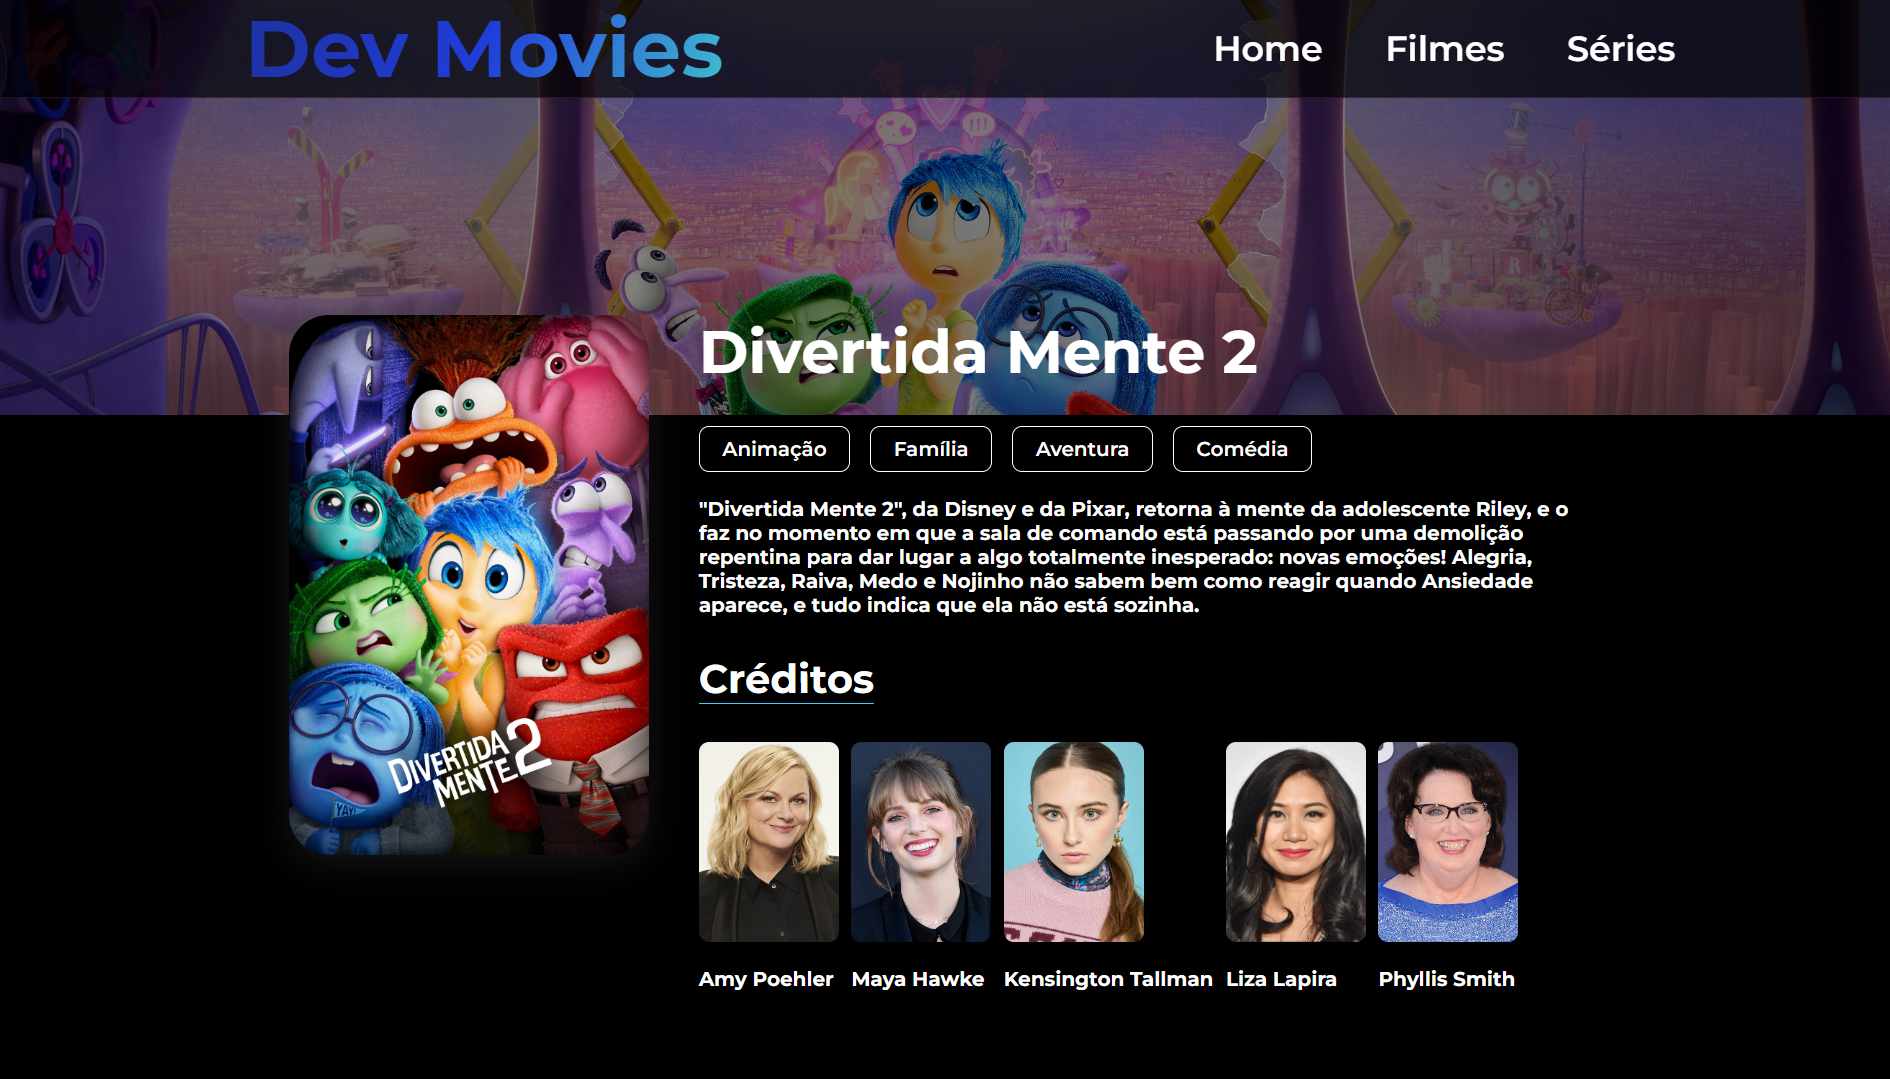 Dev Movies
Home
Filmes
Séries
!!!
R
Divertida Mente 2
Animação
Família
Aventura
Comédia
"Divertida Mente 2", da Disney e da Pixar, retorna à mente da adolescente Riley, e o
faz no momento em que a sala de comando está passando por uma demolição
repentina para dar lugar a algo totalmente inesperado: novas emoções! Alegria,
Tristeza, Raiva, Medo e Nojinho não sabem bem como reagir quando Ansiedade
aparece, e tudo indica que ela não está sozinha.
DIVERTIDA
MENTE 2
YAY!
Créditos
Amy Poehler
Maya Hawke
Kensington Tallman
Liza Lapira
Phyllis Smith